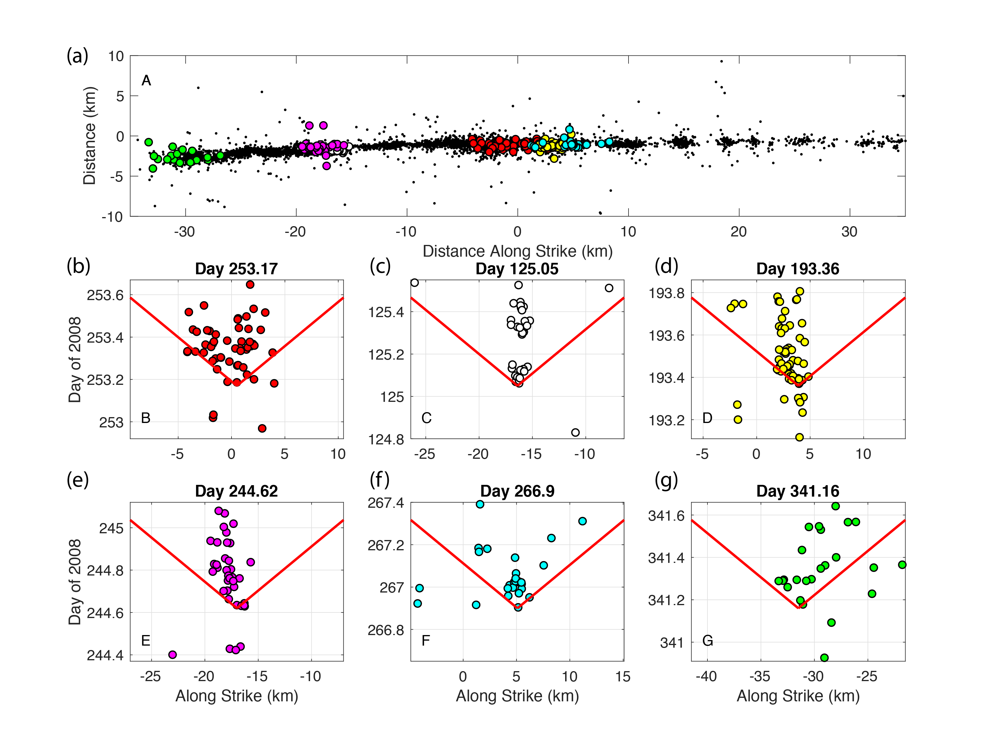 (a)
A
Distance (km)
10
5
0
-5
-10
-30 -20 -10 0 10 20 30
Distance Along Strike (km)
(b) (c) (d)
Day 253.17 Day 125.05 Day 193.36
Day of 2008
253.6
253.4
253.2
253
B
-5 0 5 10
125.4
125.2
125
124.8
C
-25 -20 -15 -10
193.8
193.6
193.4
193.2
D
-5 0 5 10
(e) (f) (g)
Day 244.62 Day 266.9 Day 341.16
Day of 2008
245
244.8
244.6
244.4
E
-25 -20 -15 -10
Along Strike (km)
267.4
267.2
267
266.8
F
0 5 10 15
Along Strike (km)
341.6
341.4
341.2
341
G
-40 -35 -30 -25
Along Strike (km)